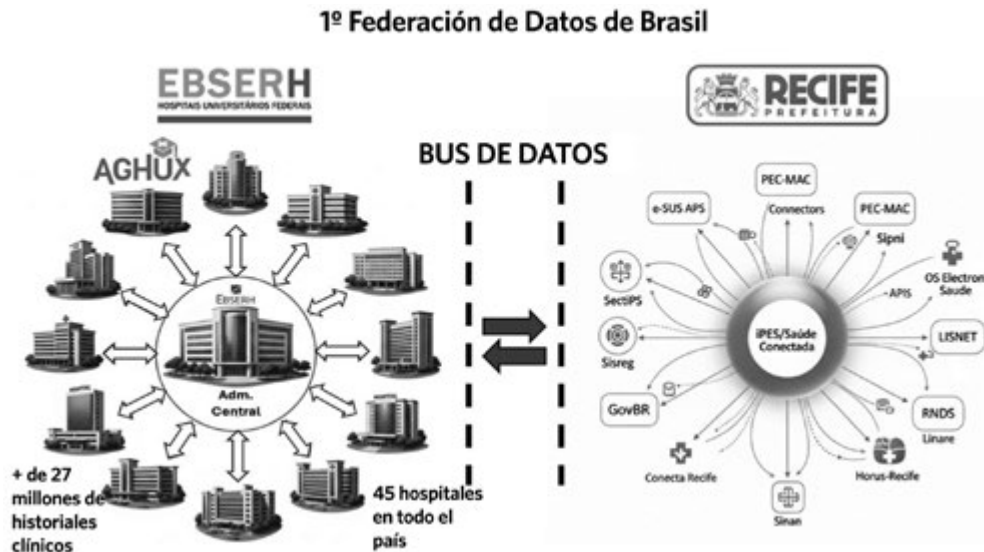 1º Federación de Datos de Brasil
EBSERH
HOSPITAIS UNIVERSITÁRIOS FEDERAIS
AGHUX
EBSERH
Adm.
Central
+ de 27
millones de
historiales
clínicos
45 hospitales
en todo el
país
BUS DE DATOS
RECIFE
PREFEITURA
PEC-MAC
e-SUS APS
Connectors
PEC-MAC
Sipni
OS Electron
Saude
SectiPS
APIS
iPES/Saúde
Conectada
Sisreg
LISNET
GovBR
RNDS
Linare
Conecta Recife
Horus-Recife
Sinan